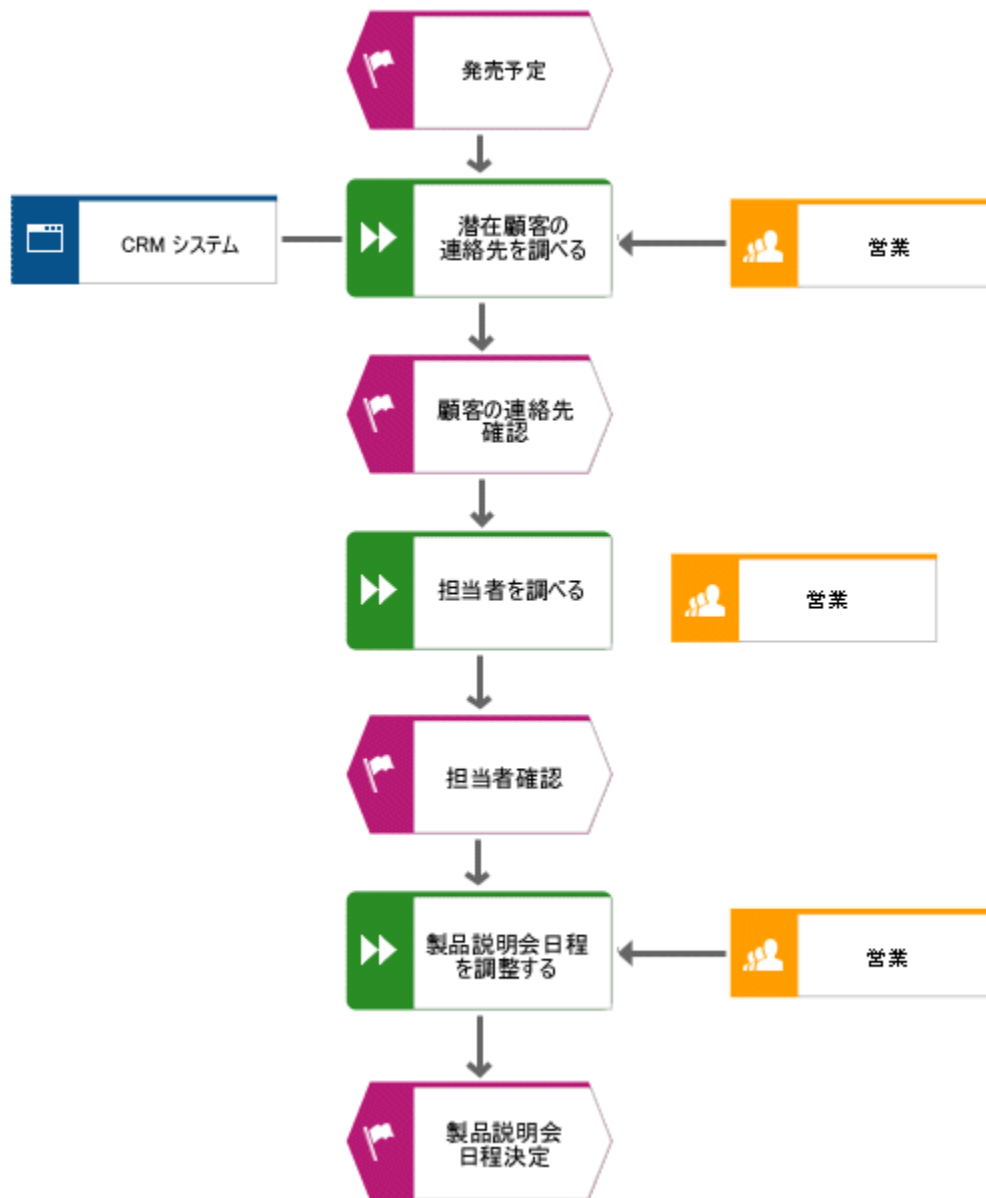 発売予定
CRM システム
潜在顧客の
連絡先を調べる
営業
顧客の連絡先
確認
担当者を調べる
営業
担当者確認
製品説明会日程
を調整する
営業
製品説明会
日程決定